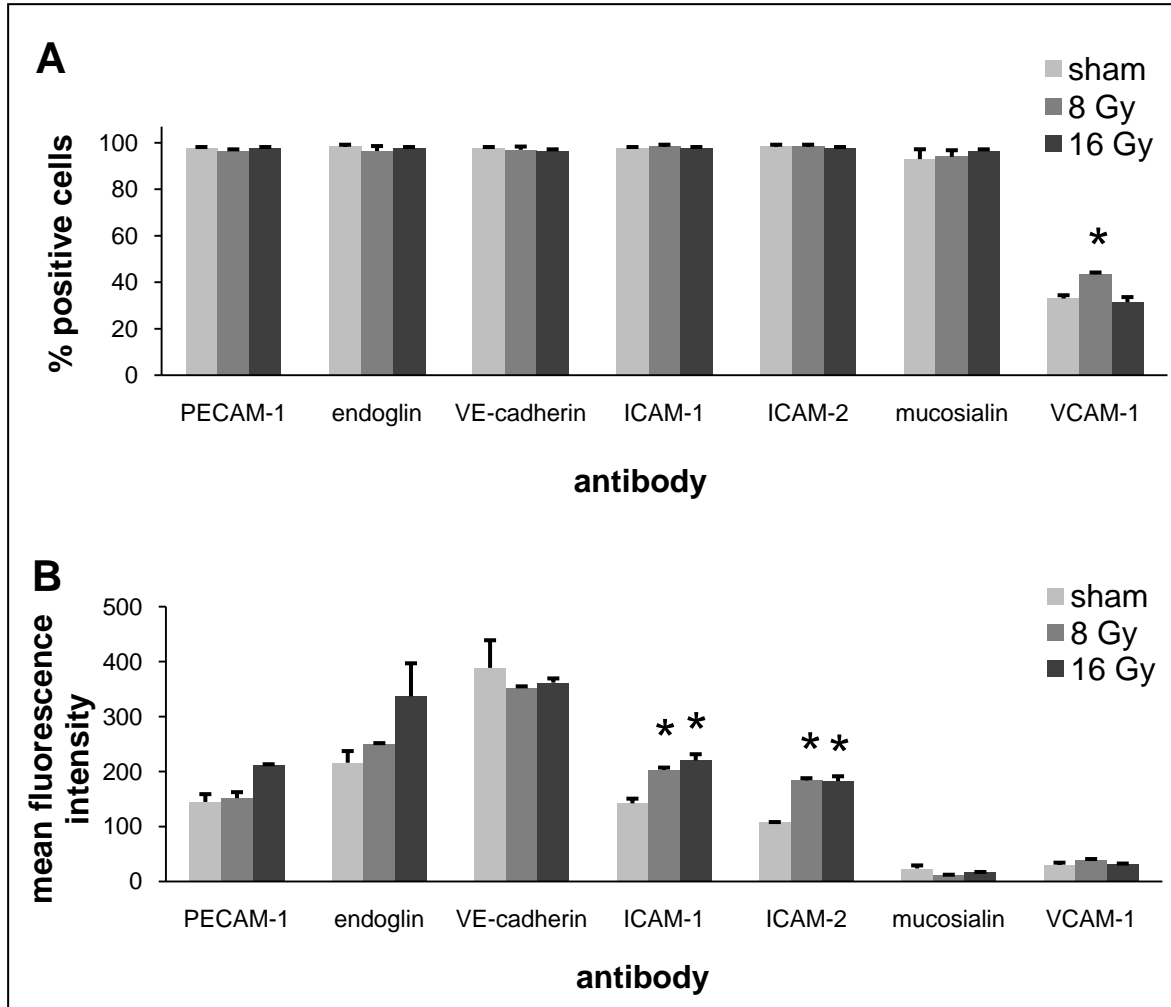 A
sham
8 Gy
16 Gy
% positive cells
100
80
60
40
20
0
*
PECAM-1 endoglin VE-cadherin ICAM-1 ICAM-2 mucosialin VCAM-1
antibody
B
sham
8 Gy
16 Gy
mean fluorescence
intensity
500
400
300
200
100
0
* * * *
PECAM-1 endoglin VE-cadherin ICAM-1 ICAM-2 mucosialin VCAM-1
antibody